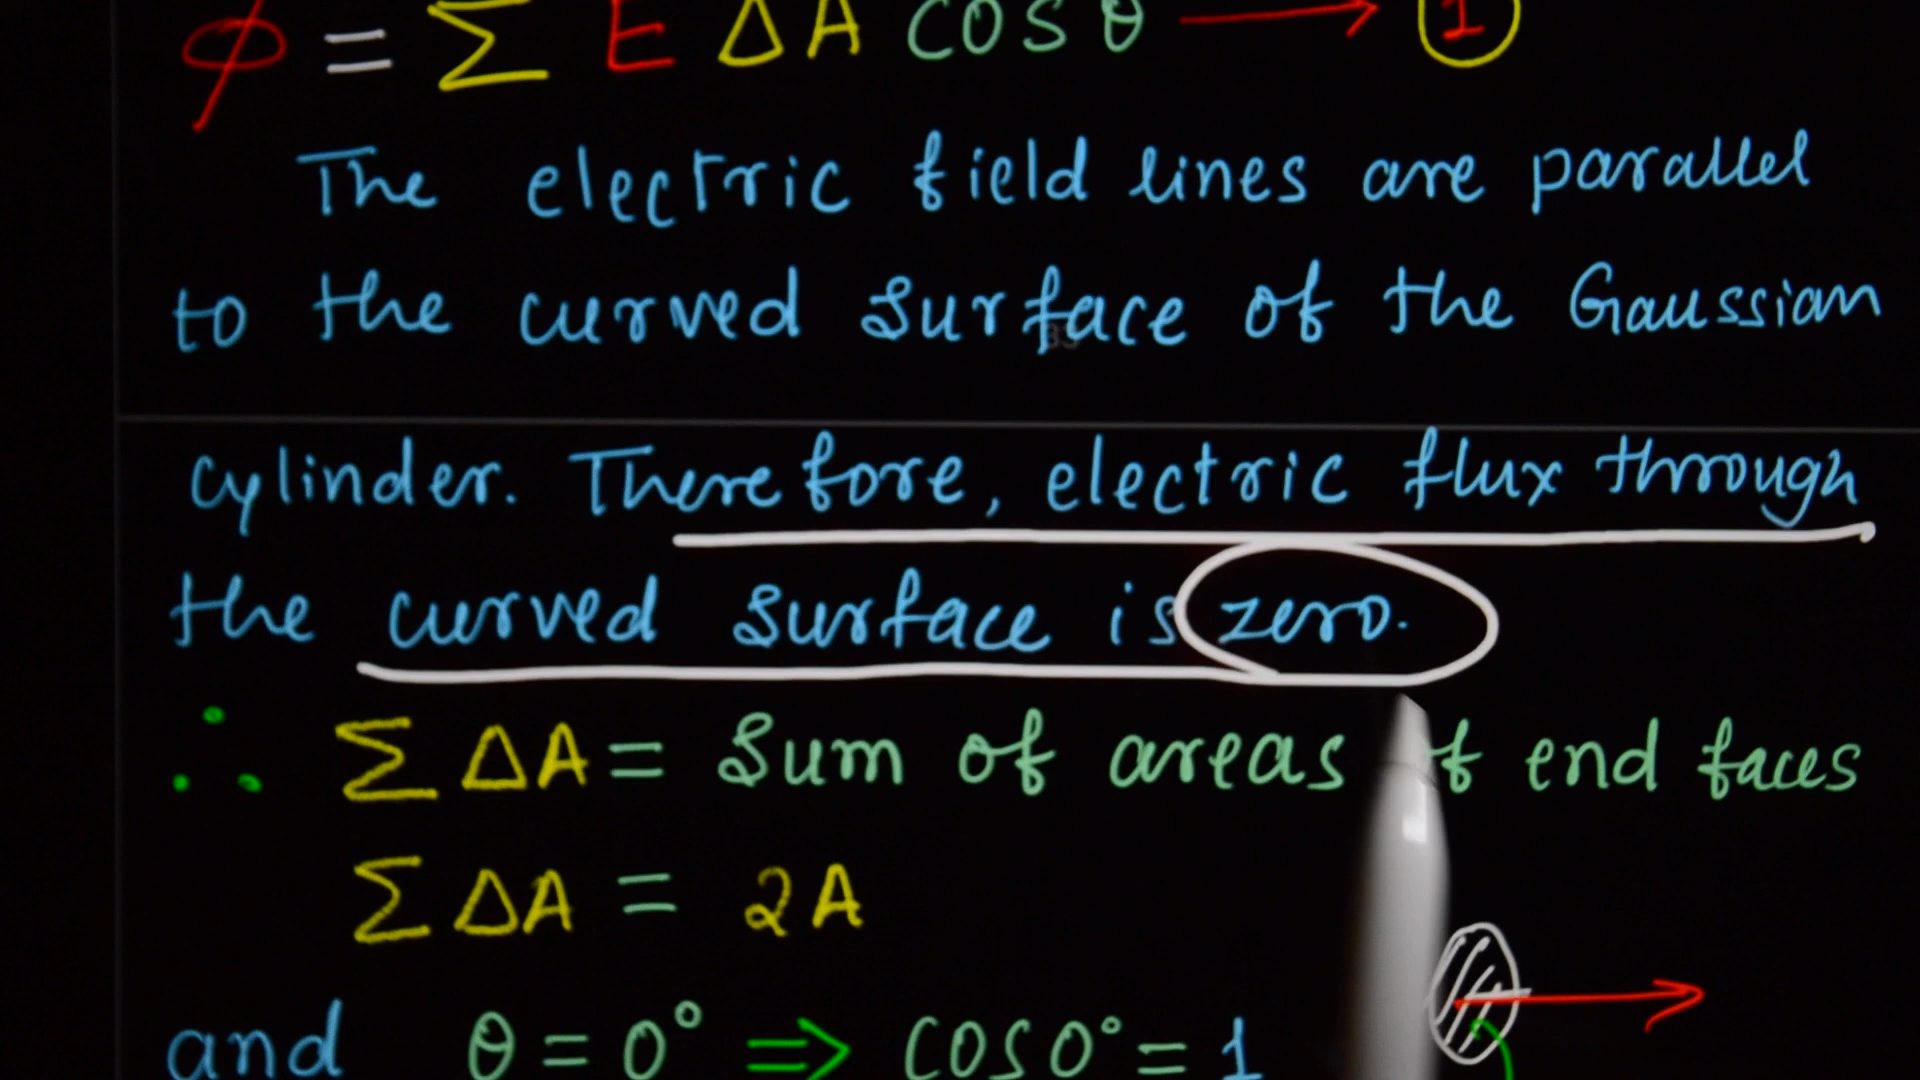 ϕ = Σ E ΔA cos θ → 1
The electric field lines are parallel
to the curved surface of the Gaussian
cylinder. Therefore, electric flux through
the curved surface is zero.
∴ Σ ΔA = Sum of areas of end faces
Σ ΔA = 2A
and θ = 0° ⇒ cos 0° = 1